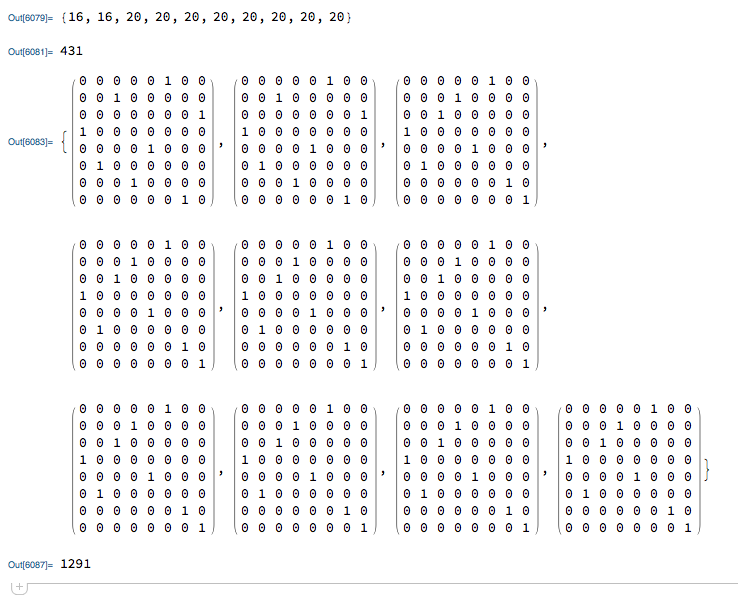 Out[6079]= {16, 16, 20, 20, 20, 20, 20, 20, 20, 20}
Out[6081]= 431
0 0 0 0 0 1 0 0 0 0 0 0 0 1 0 0 0 0 0 0 0 1 0 0
0 0 1 0 0 0 0 0 0 0 1 0 0 0 0 0 0 0 0 1 0 0 0 0
0 0 0 0 0 0 0 1 0 0 0 0 0 0 0 1 0 0 1 0 0 0 0 0
Out[6083]= { 1 0 0 0 0 0 0 0 , 1 0 0 0 0 0 0 0 , 1 0 0 0 0 0 0 0 ,
0 0 0 0 1 0 0 0 0 0 0 0 1 0 0 0 0 0 0 0 1 0 0 0
0 1 0 0 0 0 0 0 0 1 0 0 0 0 0 0 0 1 0 0 0 0 0 0
0 0 0 1 0 0 0 0 0 0 0 1 0 0 0 0 0 0 0 0 0 0 1 0
0 0 0 0 0 0 1 0 0 0 0 0 0 0 1 0 0 0 0 0 0 0 0 1
0 0 0 0 0 1 0 0 0 0 0 0 0 1 0 0 0 0 0 0 0 1 0 0
0 0 0 1 0 0 0 0 0 0 0 1 0 0 0 0 0 0 0 1 0 0 0 0
0 0 1 0 0 0 0 0 0 0 1 0 0 0 0 0 0 0 1 0 0 0 0 0
1 0 0 0 0 0 0 0 , 1 0 0 0 0 0 0 0 , 1 0 0 0 0 0 0 0 ,
0 0 0 0 1 0 0 0 0 0 0 0 1 0 0 0 0 0 0 0 1 0 0 0
0 1 0 0 0 0 0 0 0 1 0 0 0 0 0 0 0 1 0 0 0 0 0 0
0 0 0 0 0 0 1 0 0 0 0 0 0 0 1 0 0 0 0 0 0 0 1 0
0 0 0 0 0 0 0 1 0 0 0 0 0 0 0 1 0 0 0 0 0 0 0 1
0 0 0 0 0 1 0 0 0 0 0 0 0 1 0 0 0 0 0 0 0 1 0 0 0 0 0 0 0 1 0 0
0 0 0 1 0 0 0 0 0 0 0 1 0 0 0 0 0 0 0 1 0 0 0 0 0 0 0 1 0 0 0 0
0 0 1 0 0 0 0 0 0 0 1 0 0 0 0 0 0 0 1 0 0 0 0 0 0 0 1 0 0 0 0 0
1 0 0 0 0 0 0 0 , 1 0 0 0 0 0 0 0 , 1 0 0 0 0 0 0 0 , 1 0 0 0 0 0 0 0 }
0 0 0 0 1 0 0 0 0 0 0 0 1 0 0 0 0 0 0 0 1 0 0 0 0 0 0 0 1 0 0 0
0 1 0 0 0 0 0 0 0 1 0 0 0 0 0 0 0 1 0 0 0 0 0 0 0 1 0 0 0 0 0 0
0 0 0 0 0 0 1 0 0 0 0 0 0 0 1 0 0 0 0 0 0 0 1 0 0 0 0 0 0 0 1 0
0 0 0 0 0 0 0 1 0 0 0 0 0 0 0 1 0 0 0 0 0 0 0 1 0 0 0 0 0 0 0 1
Out[6087]= 1291
+